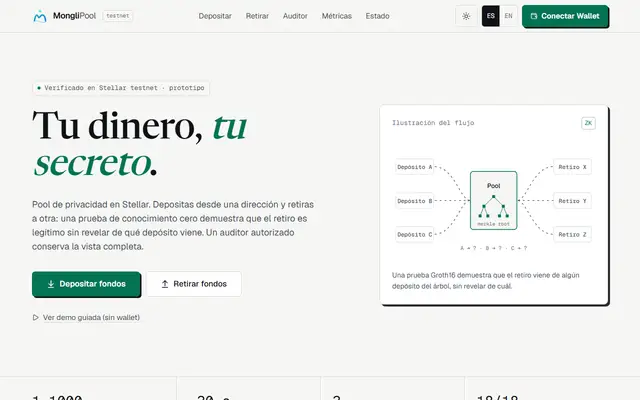 MongliPool testnet
Depositar
Retirar
Auditor
Métricas
Estado
ES
EN
Conectar Wallet
Verificado en Stellar testnet · prototipo
Tu dinero, tu
secreto.
Pool de privacidad en Stellar. Depositas desde una dirección y retiras
a otra: una prueba de conocimiento cero demuestra que el retiro es
legítimo sin revelar de qué depósito viene. Un auditor autorizado
conserva la vista completa.
Depositar fondos
Retirar fondos
Ver demo guiada (sin wallet)
Ilustración del flujo
ZK
Depósito A
Depósito B
Depósito C
Pool
merkle root
Retiro X
Retiro Y
Retiro Z
A → ? · B → ? · C → ?
Una prueba Groth16 demuestra que el retiro viene de algún
depósito del árbol, sin revelar de cuál.